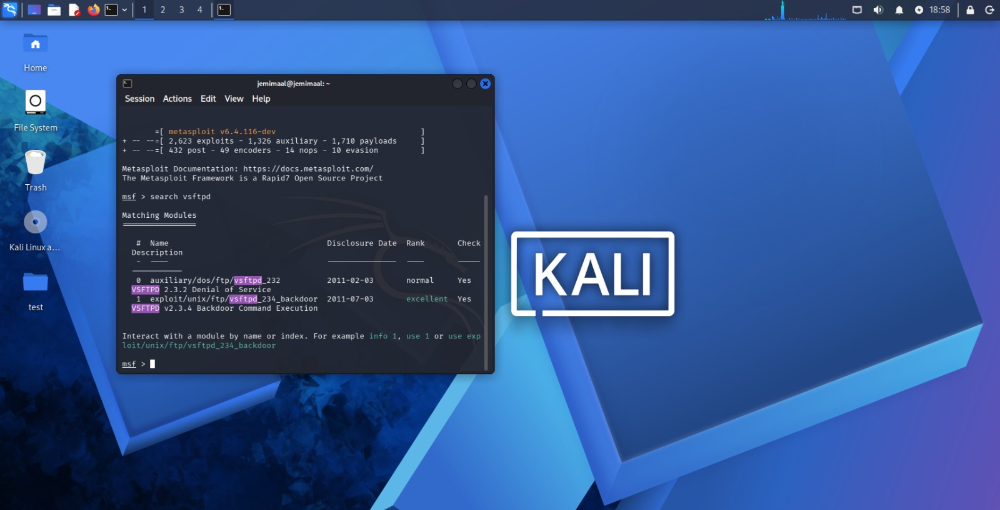 1 2 3 4 18:58
Home
File System
Trash
Kali Linux a...
test
jemimaal@jemimaal: ~
Session Actions Edit View Help
=[ metasploit v6.4.116-dev ]
+ -- --=[ 2,623 exploits - 1,326 auxiliary - 1,710 payloads ]
+ -- --=[ 432 post - 49 encoders - 14 nops - 10 evasion ]
Metasploit Documentation: https://docs.metasploit.com/
The Metasploit Framework is a Rapid7 Open Source Project
msf > search vsftpd
Matching Modules
================
# Name Disclosure Date Rank Check
Description
- ---- --------------- ---- -----
-----------
0 auxiliary/dos/ftp/vsftpd_232 2011-02-03 normal Yes
VSFTPD 2.3.2 Denial of Service
1 exploit/unix/ftp/vsftpd_234_backdoor 2011-07-03 excellent Yes
VSFTPD v2.3.4 Backdoor Command Execution
Interact with a module by name or index. For example info 1, use 1 or use exp
loit/unix/ftp/vsftpd_234_backdoor
msf >
KALI